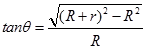 tanθ = √((R + r)² − R²) / R